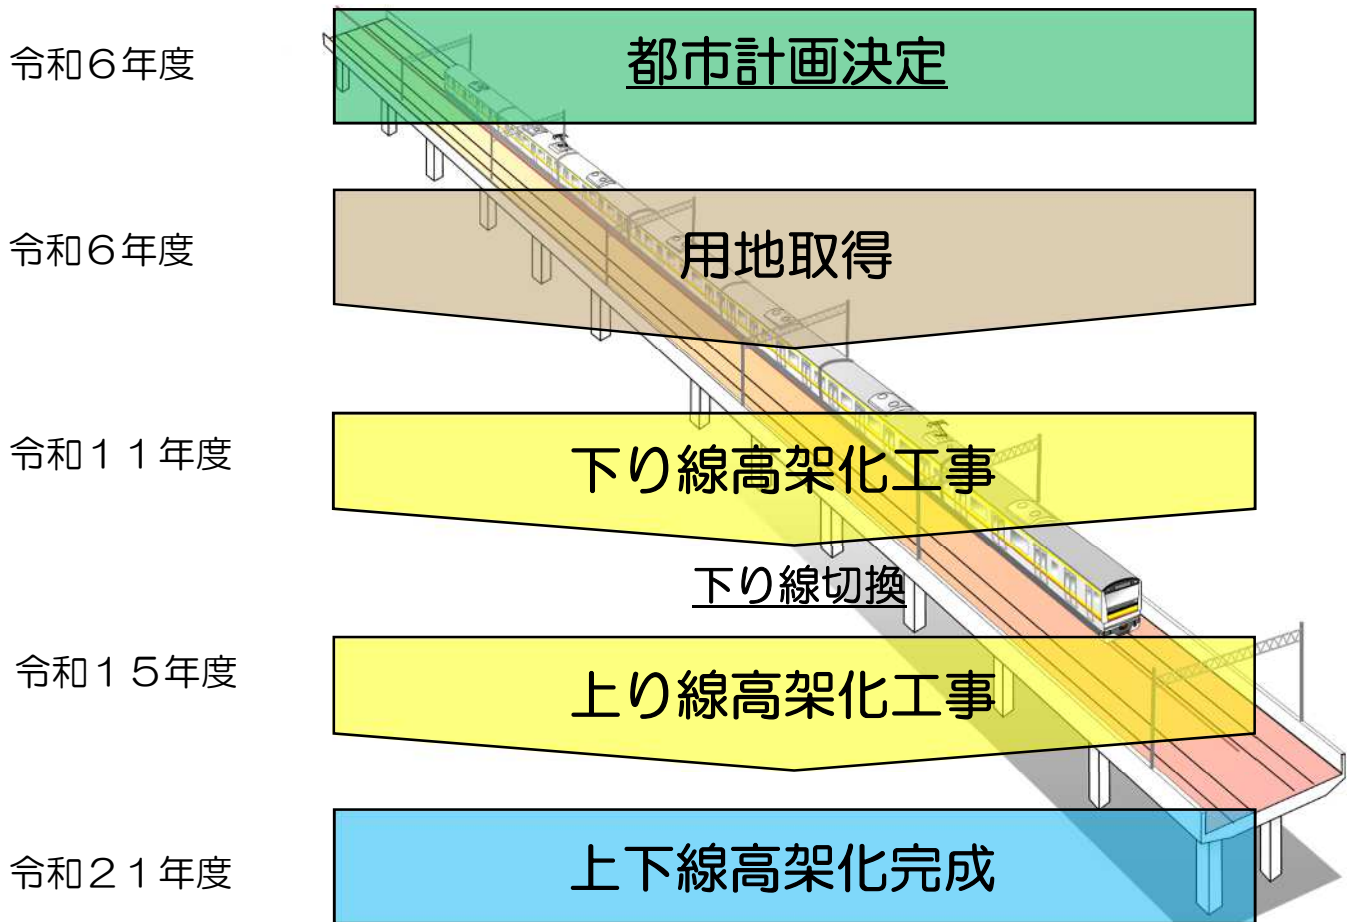 令和６年度
都市計画決定
令和６年度
用地取得
令和１１年度
下り線高架化工事
下り線切換
令和１５年度
上り線高架化工事
令和２１年度
上下線高架化完成